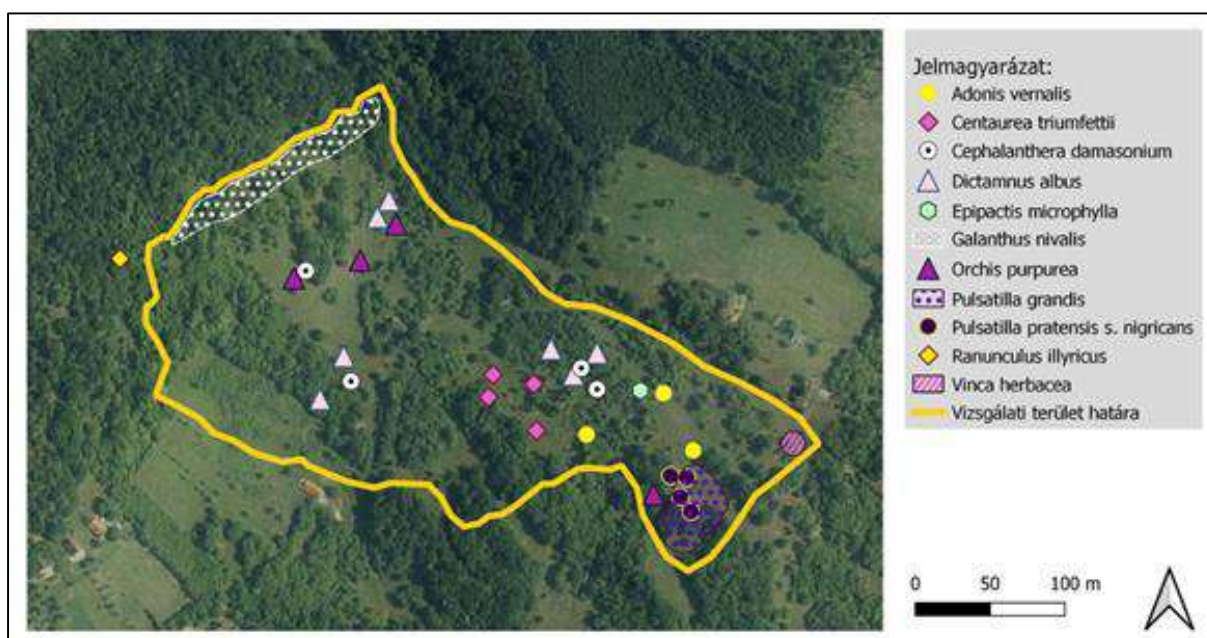 Jelmagyarázat:
Adonis vernalis
Centaurea triumfettii
Cephalanthera damasonium
Dictamnus albus
Epipactis microphylla
Galanthus nivalis
Orchis purpurea
Pulsatilla grandis
Pulsatilla pratensis s. nigricans
Ranunculus illyricus
Vinca herbacea
Vizsgálati terület határa
0 50 100 m